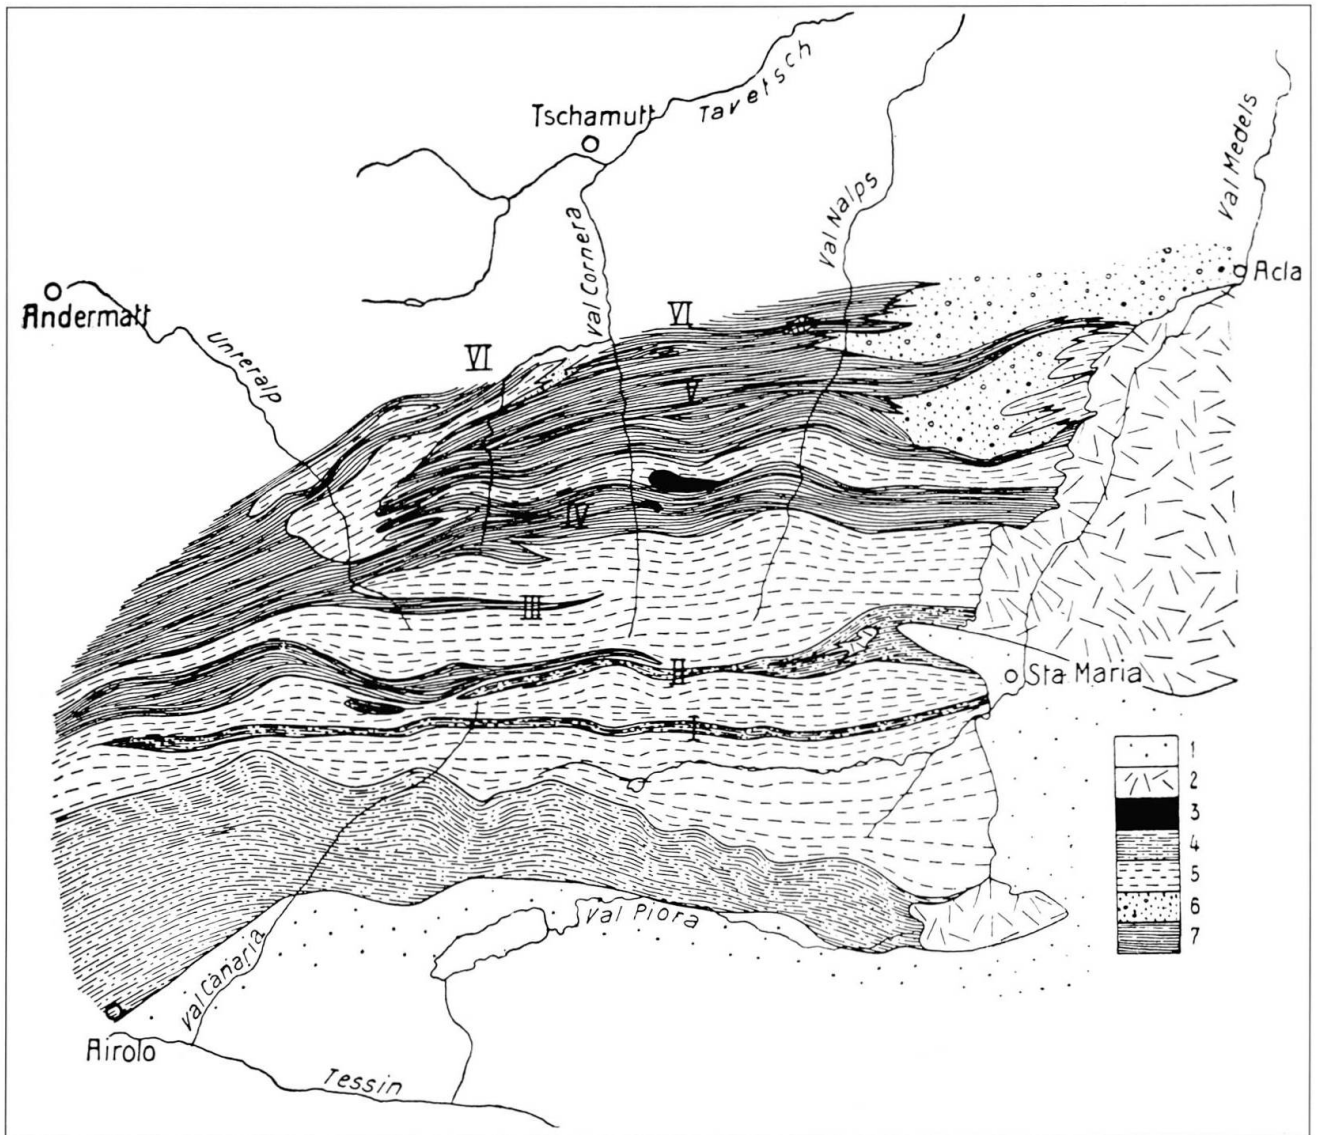 Tschamutt
Tavetsch
Val Medels
Val Nalps
Val Cornera
Acla
Andermatt
Unteralp
VI
VI
V
IV
III
II
Sta. Maria
I
1
2
3
4
5
6
7
Val Piora
Val Canaria
Airolo
Tessin